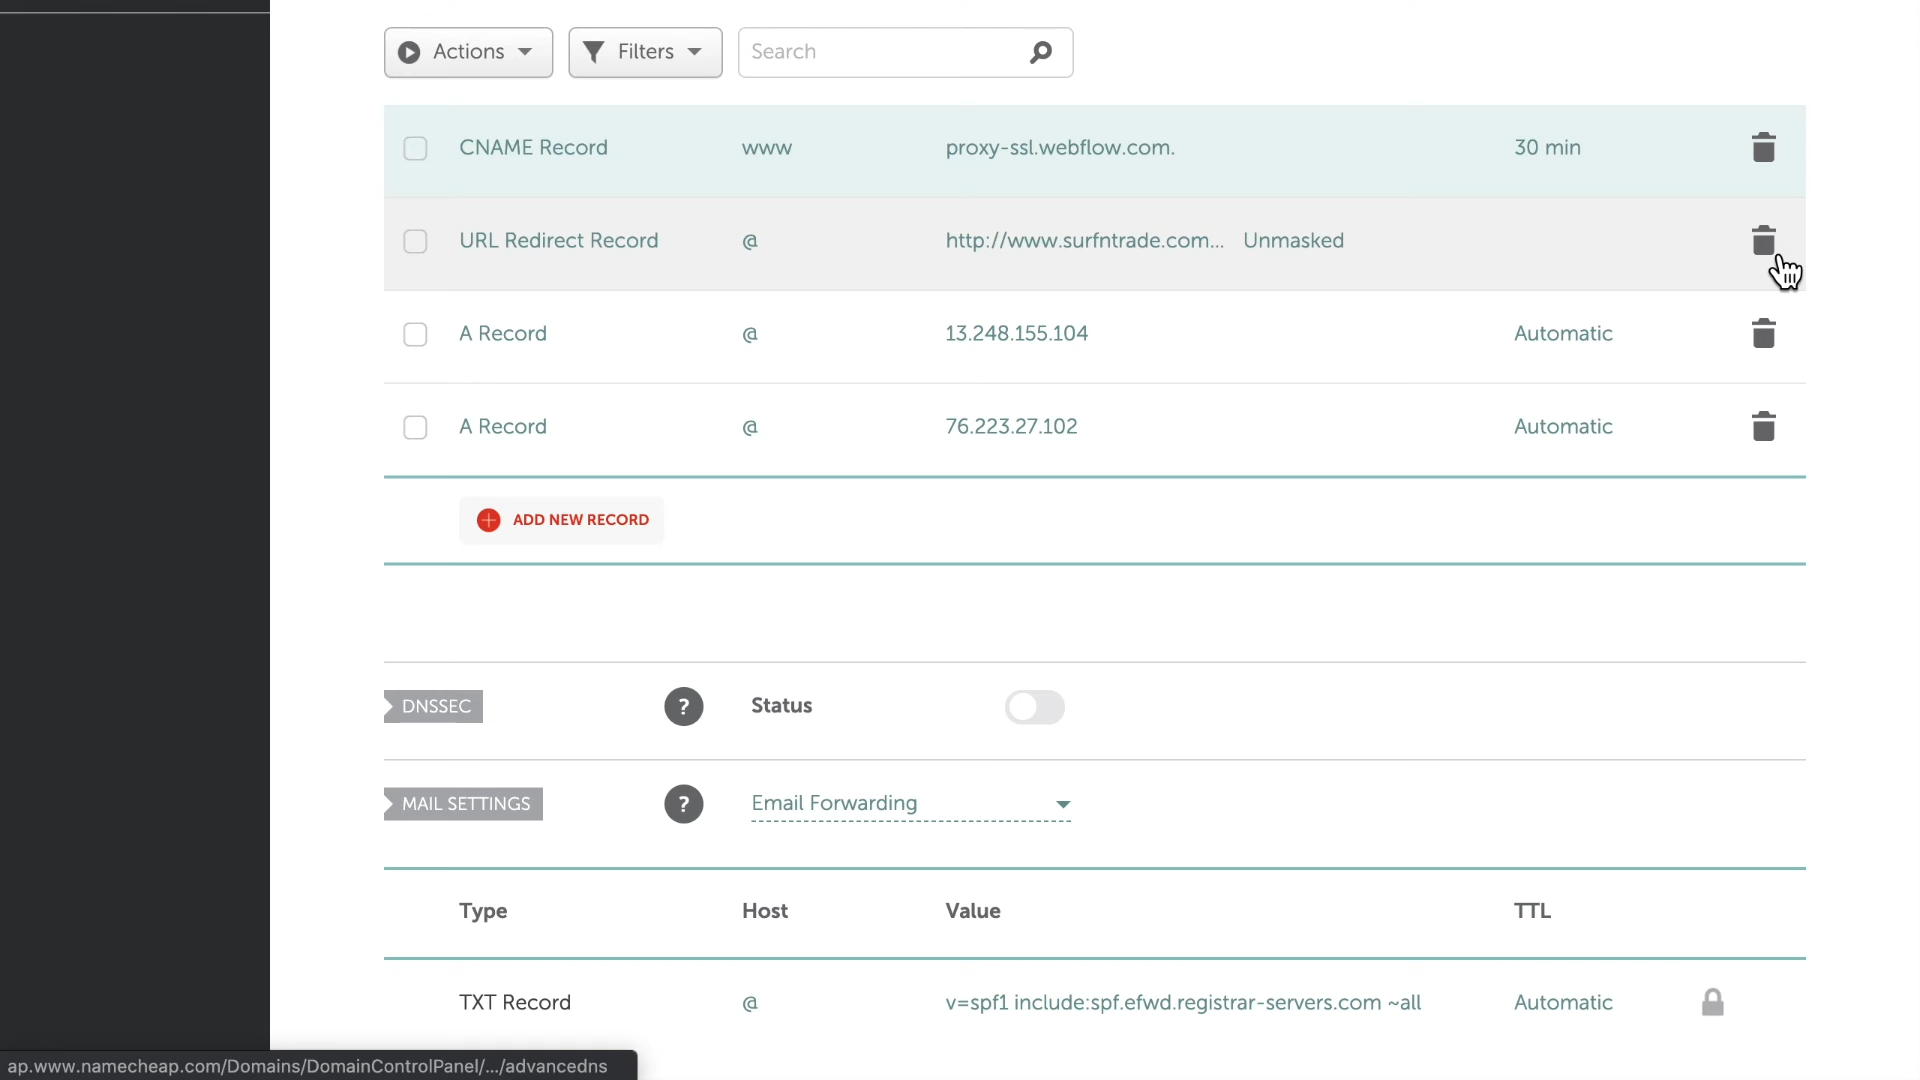 Actions
Filters
Search
CNAME Record www proxy-ssl.webflow.com. 30 min
URL Redirect Record @ http://www.surfntrade.com... Unmasked
A Record @ 13.248.155.104 Automatic
A Record @ 76.223.27.102 Automatic
ADD NEW RECORD
DNSSEC ? Status
MAIL SETTINGS ? Email Forwarding
Type Host Value TTL
TXT Record @ v=spf1 include:spf.efwd.registrar-servers.com ~all Automatic
ap.www.namecheap.com/Domains/DomainControlPanel/.../advancedns